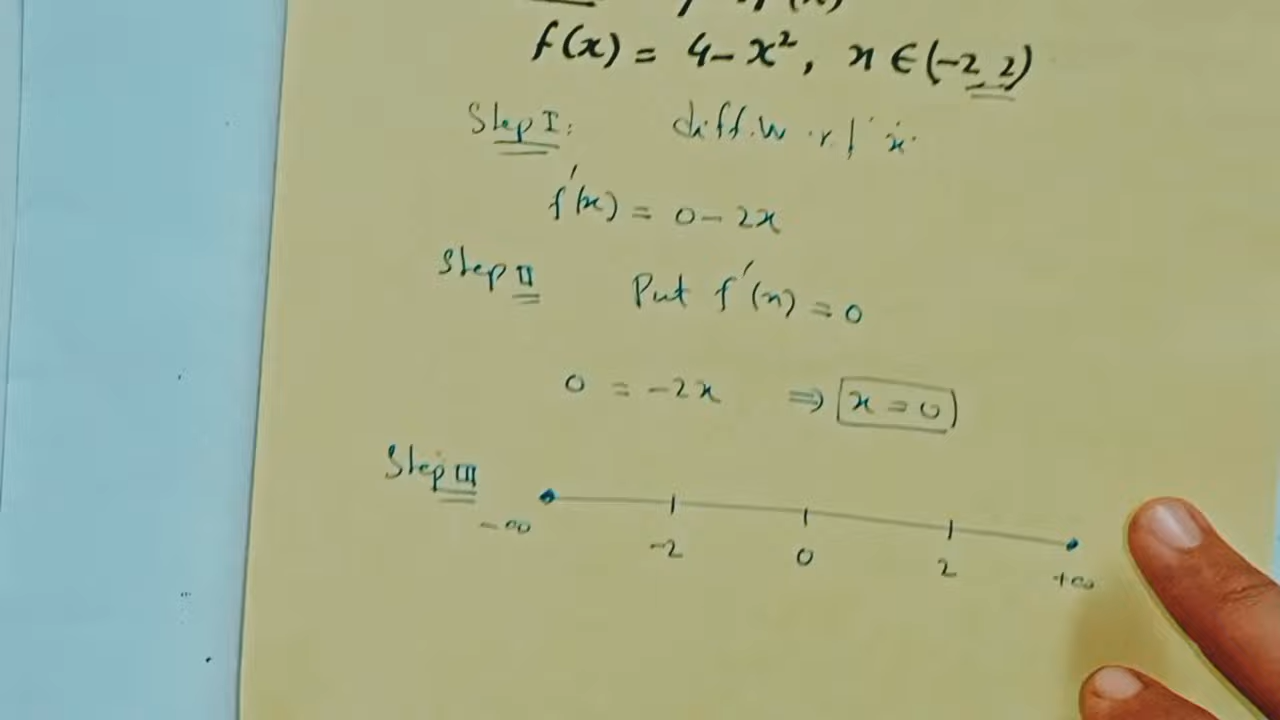 f(x) = 4 - x², x ∈ (-2 2)
Step I: diff. w.r.t 'x'
f'(x) = 0 - 2x
Step II Put f'(x) = 0
0 = -2x ⇒ x = 0
Step III
-∞ -2 0 2 +∞